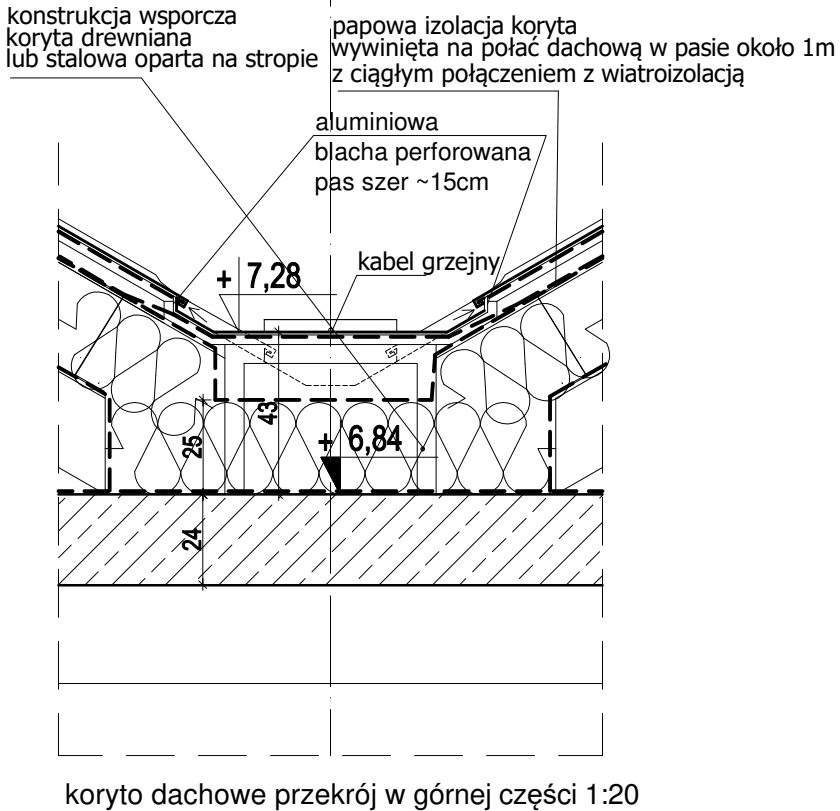 konstrukcja wsporcza
koryta drewniana
lub stalowa oparta na stropie
papowa izolacja koryta
wywinięta na połać dachową w pasie około 1m
z ciągłym połączeniem z wiatroizolacją
aluminiowa
blacha perforowana
pas szer ~15cm
kabel grzejny
+ 7,28
43
25
+ 6,84
24
koryto dachowe przekrój w górnej części 1:20